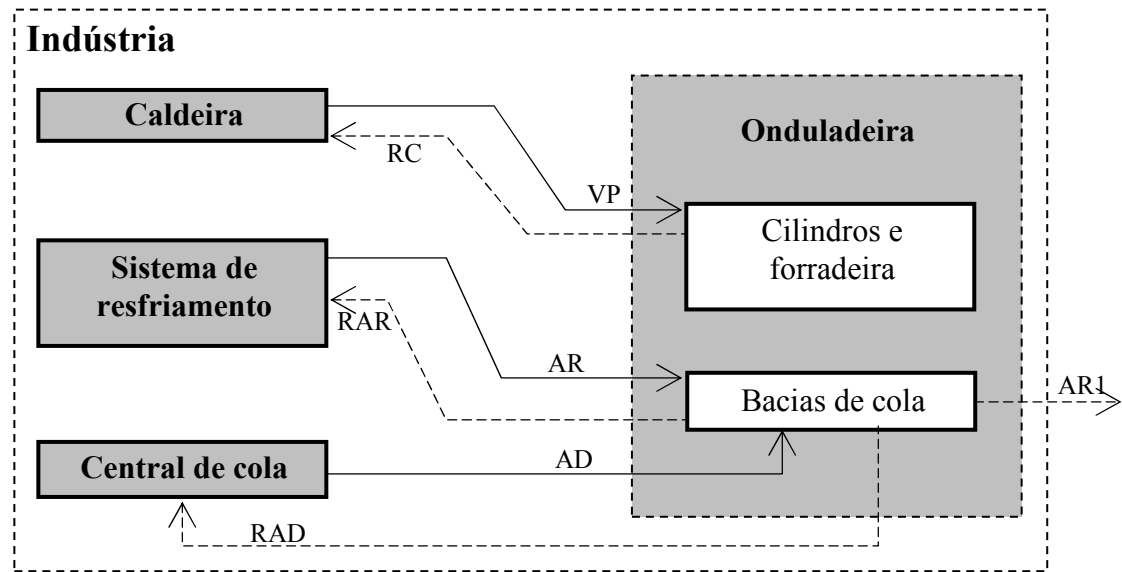 Indústria
Caldeira
Onduladeira
RC
VP
Cilindros e
forradeira
Sistema de
resfriamento
RAR
AR
AR1
Bacias de cola
Central de cola
AD
RAD